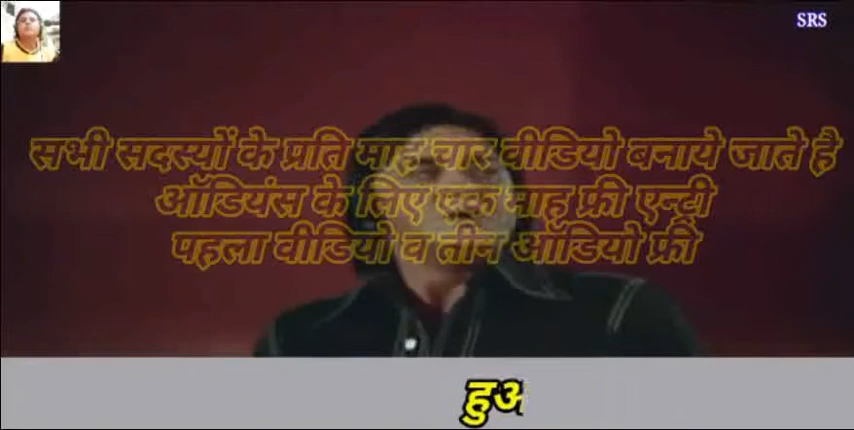 SRS
सभी सदस्यों के प्रति माह चार वीडियो बनाये जाते है
ऑडियंस के लिए एक माह फ्री एन्ट्री
पहला वीडियो व तीन ऑडियो फ्री